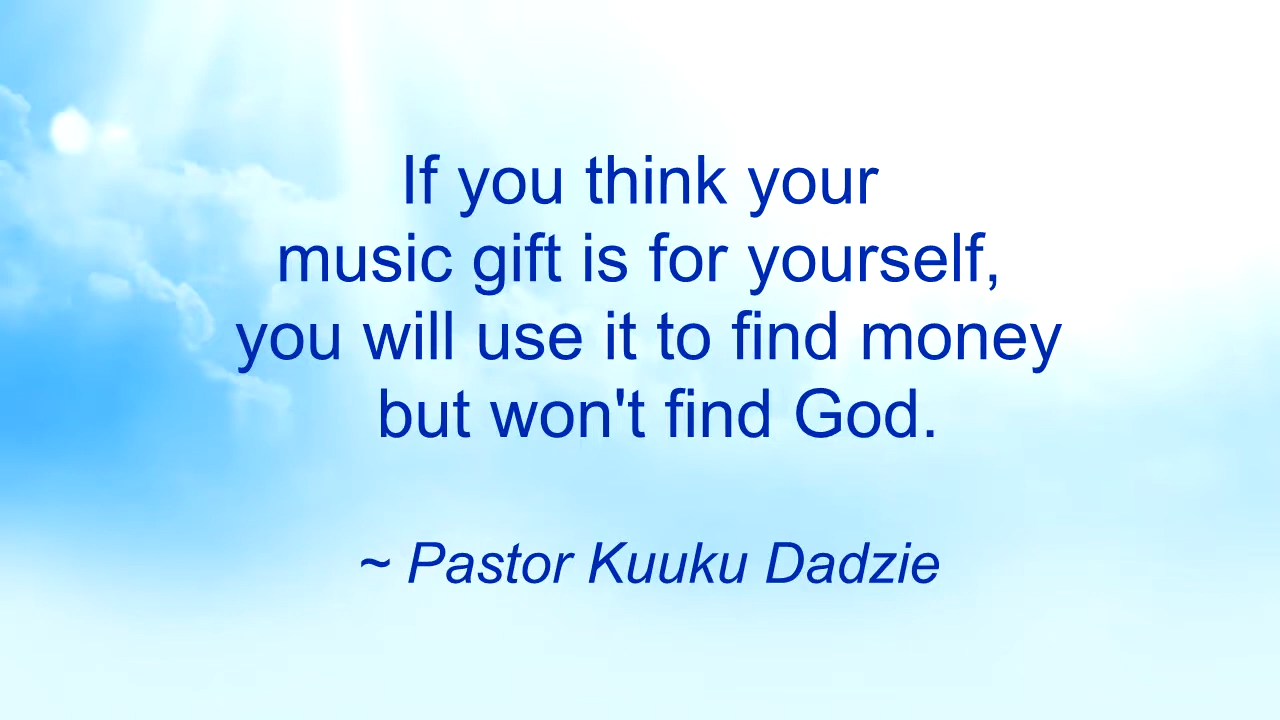 If you think your
music gift is for yourself,
you will use it to find money
but won't find God.
~ Pastor Kuuku Dadzie